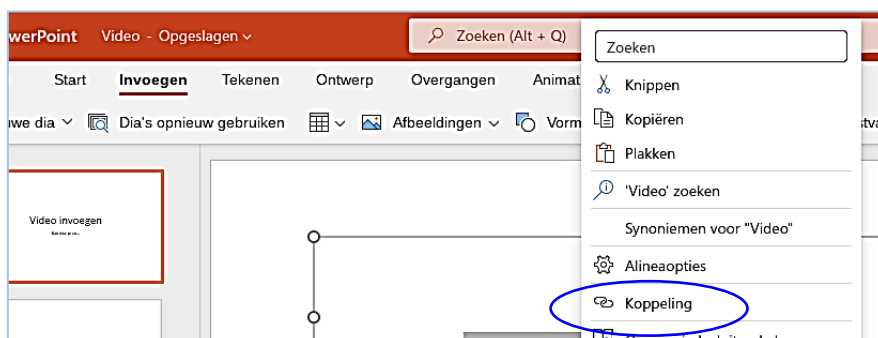 werPoint Video - Opgeslagen
Zoeken (Alt + Q)
Zoeken
Start Invoegen Tekenen Ontwerp Overgangen Animat
Knippen
uwe dia Dia's opnieuw gebruiken Afbeeldingen Vorm
Kopiëren
Plakken
'Video' zoeken
Synoniemen voor "Video"
Alineaopties
Koppeling
Video invoegen